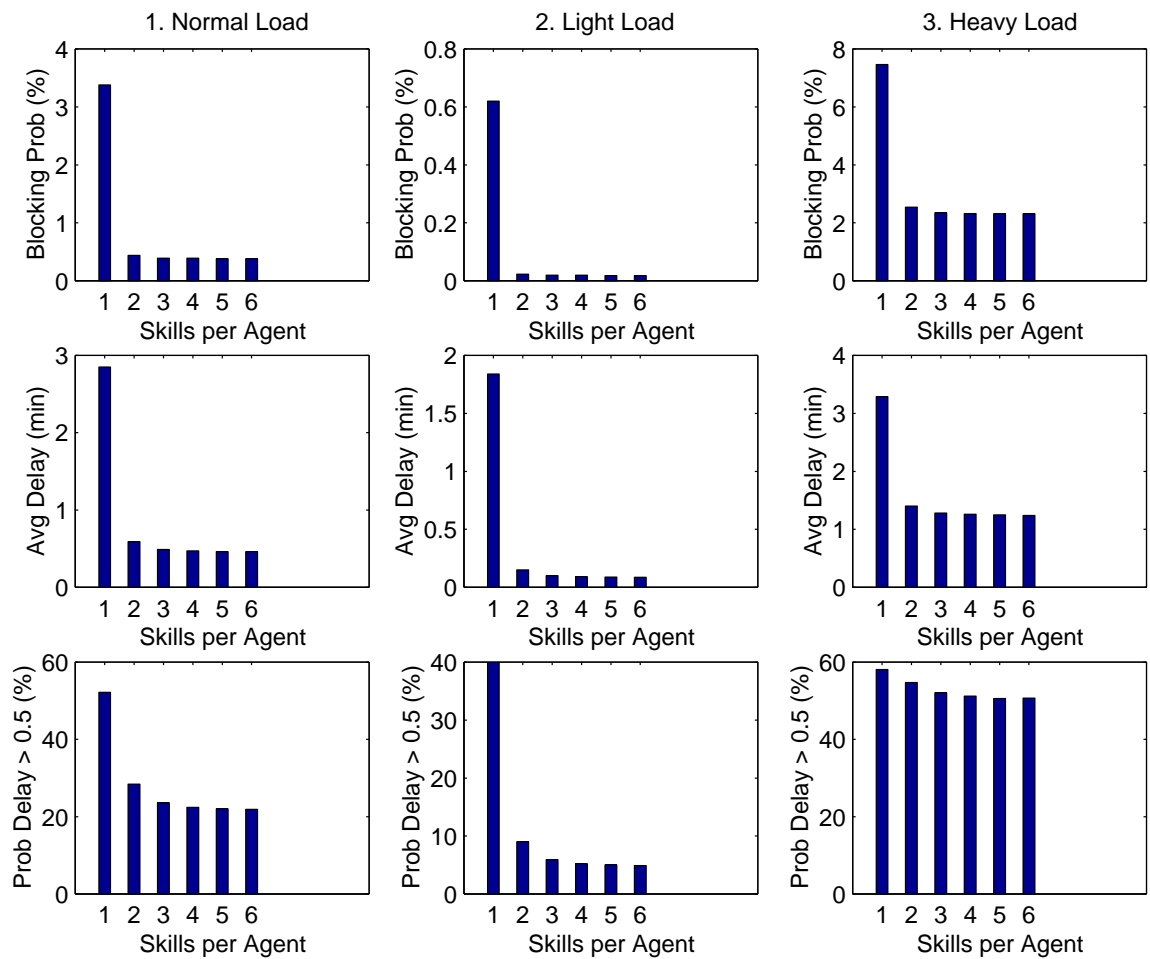 1. Normal Load
4
3
2
1
0
Blocking Prob (%)
1 2 3 4 5 6
Skills per Agent
2. Light Load
0.8
0.6
0.4
0.2
0
Blocking Prob (%)
1 2 3 4 5 6
Skills per Agent
3. Heavy Load
8
6
4
2
0
Blocking Prob (%)
1 2 3 4 5 6
Skills per Agent
3
2
1
0
Avg Delay (min)
1 2 3 4 5 6
Skills per Agent
2
1.5
1
0.5
0
Avg Delay (min)
1 2 3 4 5 6
Skills per Agent
4
3
2
1
0
Avg Delay (min)
1 2 3 4 5 6
Skills per Agent
60
40
20
0
Prob Delay > 0.5 (%)
1 2 3 4 5 6
Skills per Agent
40
30
20
10
0
Prob Delay > 0.5 (%)
1 2 3 4 5 6
Skills per Agent
60
40
20
0
Prob Delay > 0.5 (%)
1 2 3 4 5 6
Skills per Agent